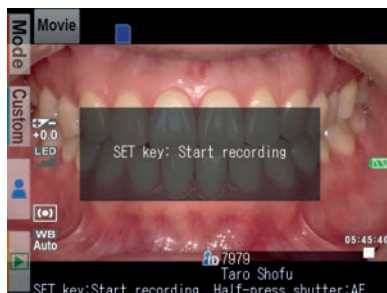 Movie
Mode
Custom
+0.0
LED
SET key: Start recording
WB
Auto
05:45:40
ID 7979
Taro Shofu
SET key:Start recording Half-press shutter:AE